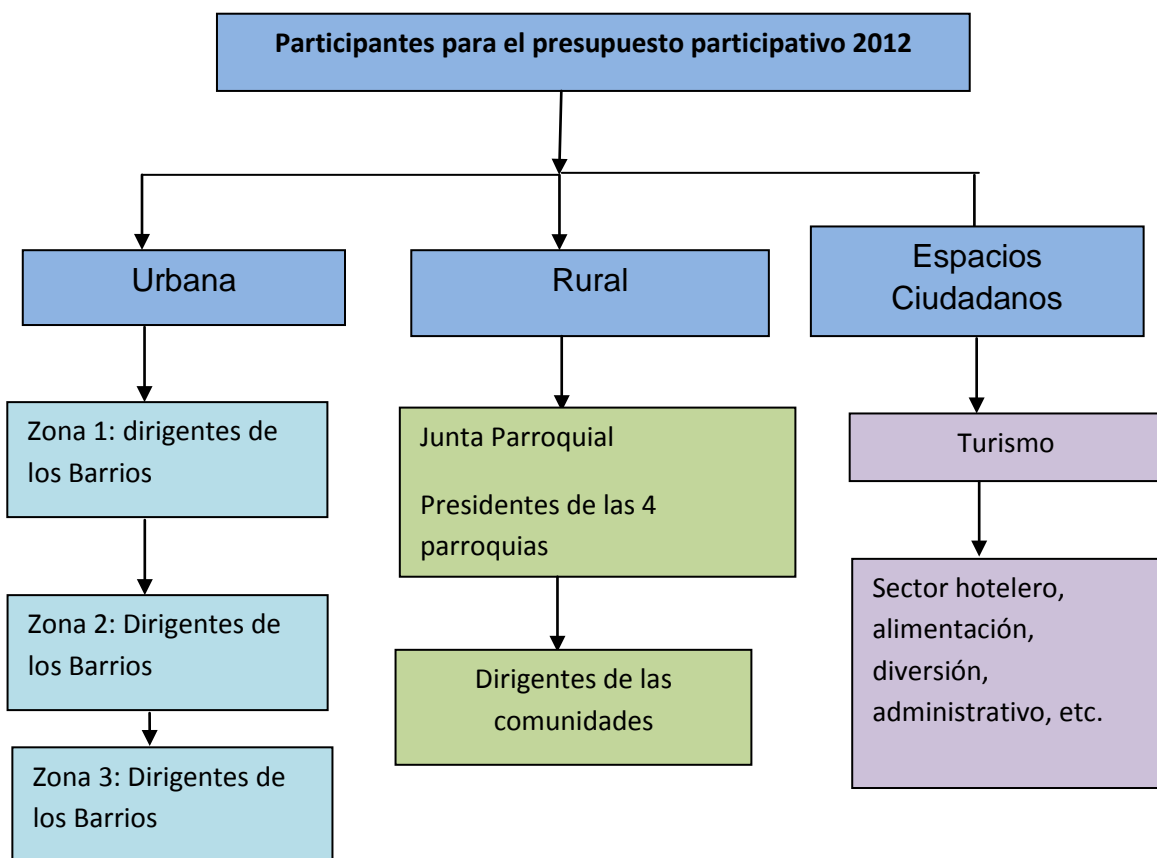 Participantes para el presupuesto participativo 2012
Urbana
Rural
Espacios
Ciudadanos
Zona 1: dirigentes de
los Barrios
Junta Parroquial
Presidentes de las 4
parroquias
Turismo
Zona 2: Dirigentes de
los Barrios
Dirigentes de las
comunidades
Sector hotelero,
alimentación,
diversión,
administrativo, etc.
Zona 3: Dirigentes de
los Barrios